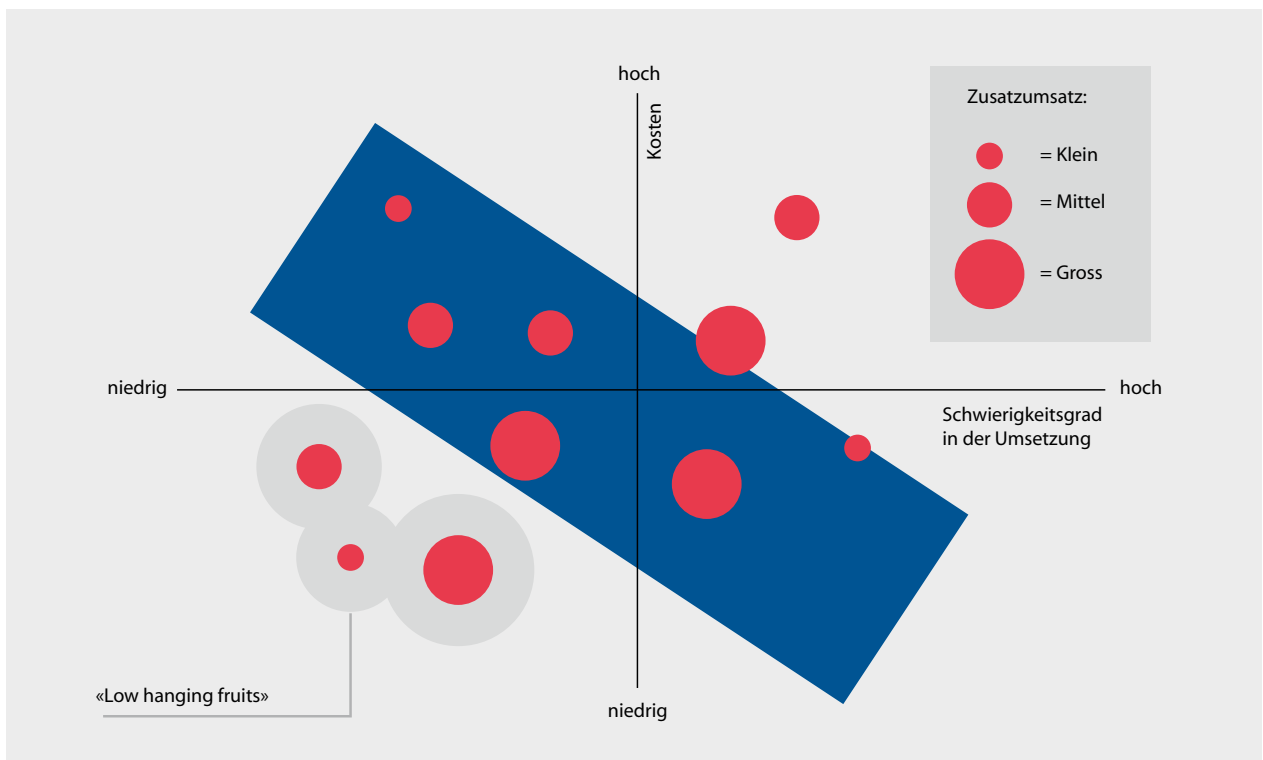 hoch
Kosten
Zusatzumsatz:
= Klein
= Mittel
= Gross
niedrig
hoch
Schwierigkeitsgrad
in der Umsetzung
«Low hanging fruits»
niedrig